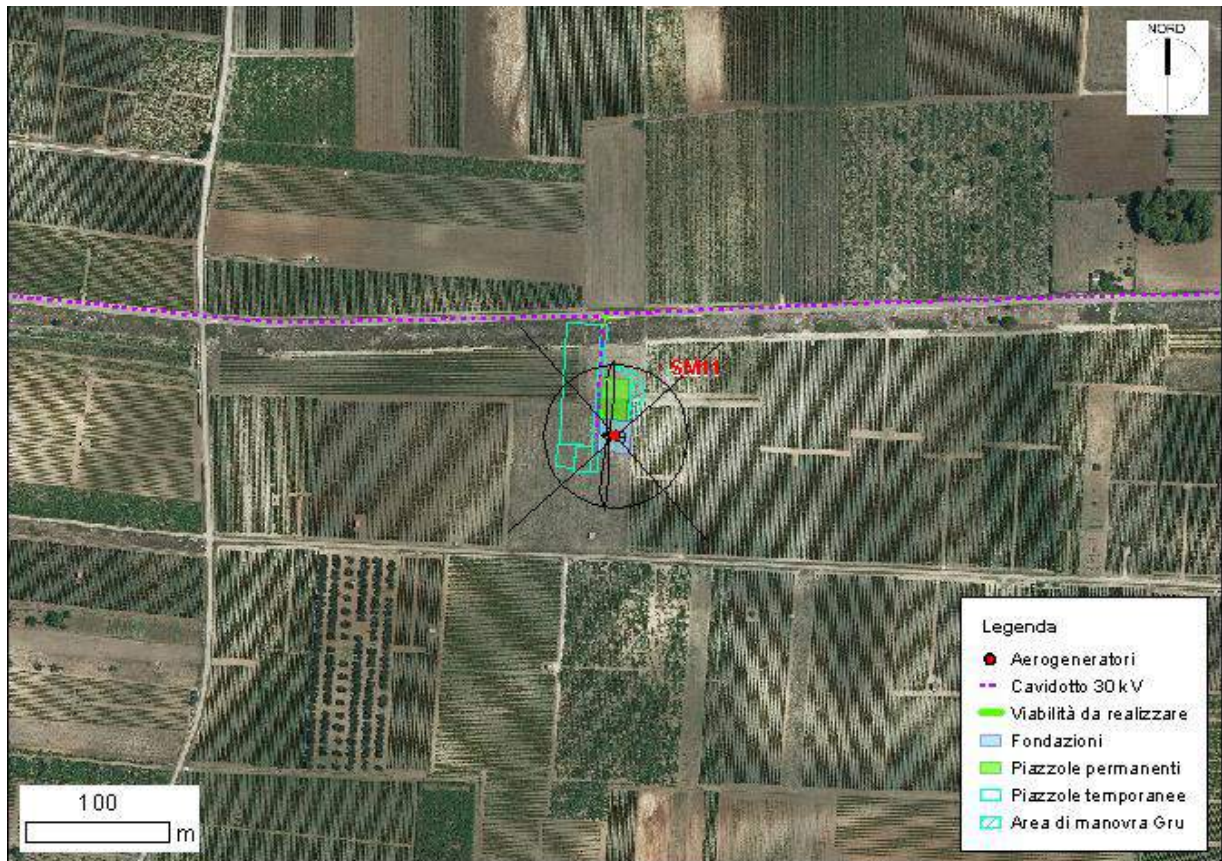 NORD
SM11
Legenda
Aerogeneratori
Cavidotto 30 kV
Viabilità da realizzare
Fondazioni
Piazzole permanenti
Piazzole temporanee
Area di manovra Gru
100
m